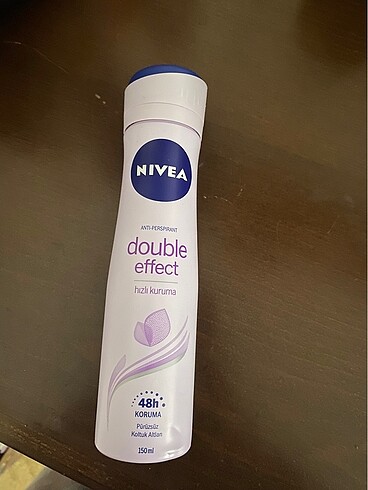 NIVEA
ANTI-PERSPIRANT
double
effect
hızlı kuruma
48h
KORUMA
Pürüzsüz
Koltuk Altları
150 ml